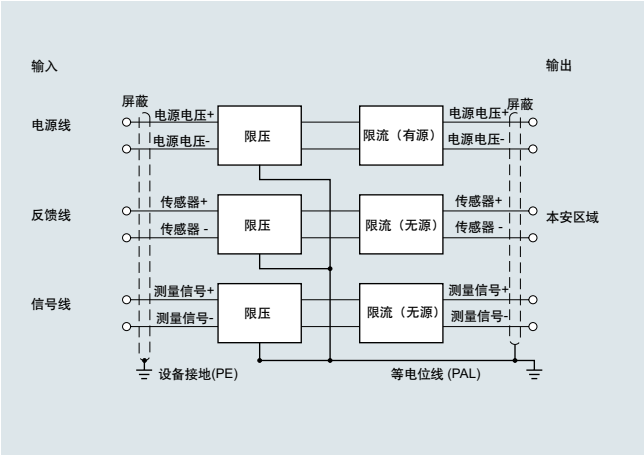 输入
输出
屏蔽
屏蔽
电源线
电源电压+
电源电压-
限压
限流（有源）
电源电压+
电源电压-
反馈线
传感器+
传感器 -
限压
限流（无源）
传感器+
传感器 -
本安区域
信号线
测量信号+
测量信号-
限压
限流（无源）
测量信号+
测量信号-
设备接地(PE)
等电位线 (PAL)